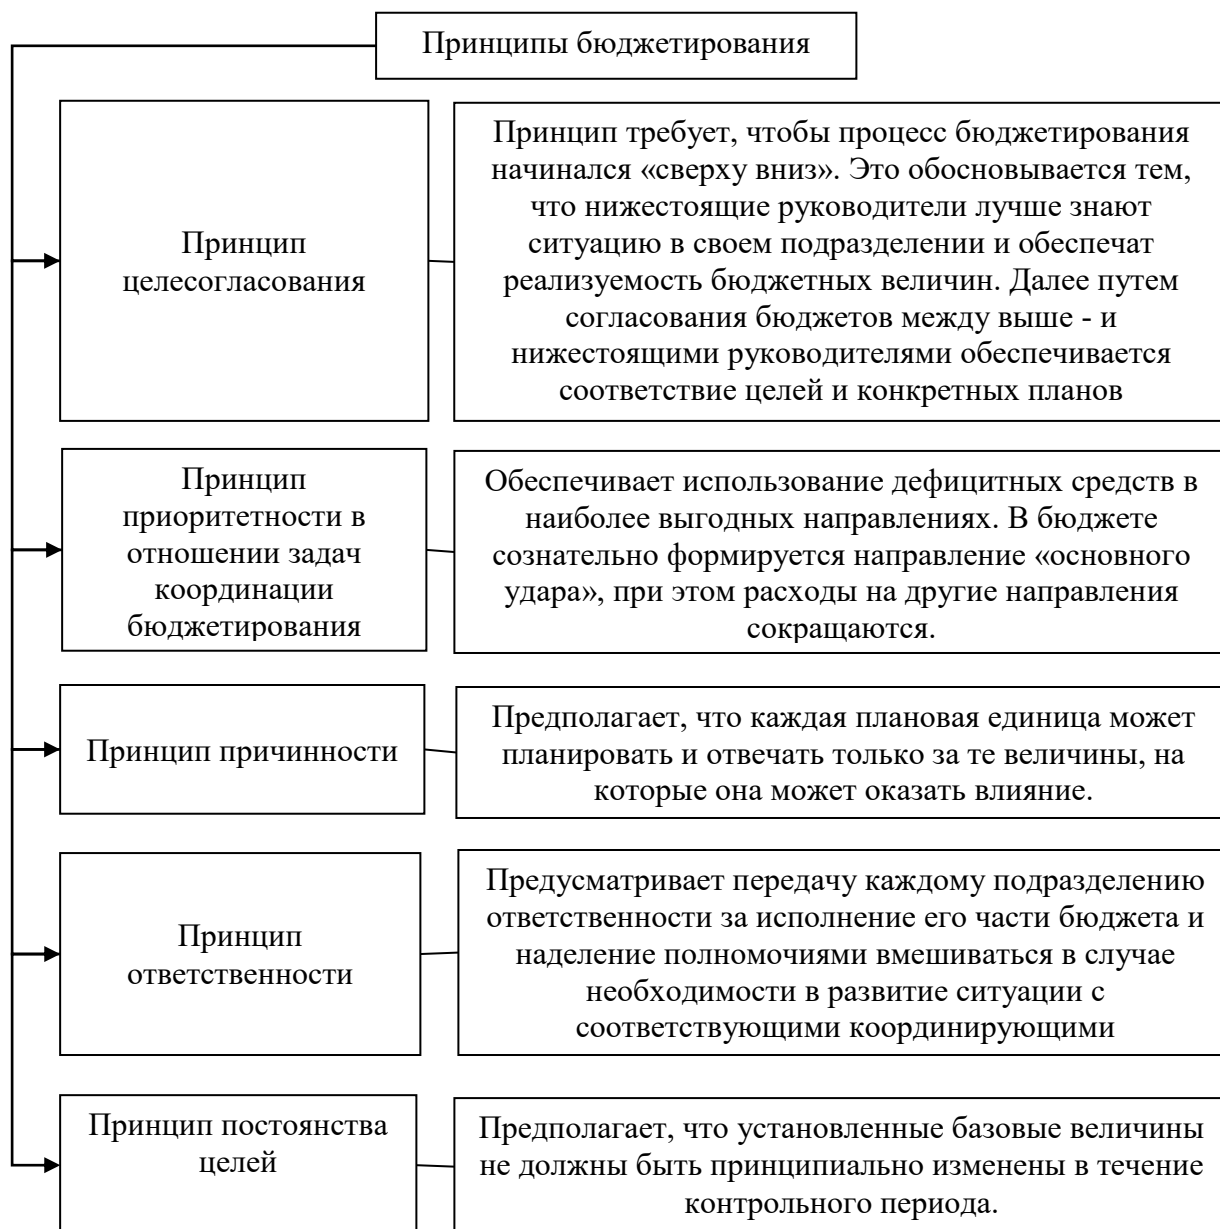 Принципы бюджетирования
Принцип
целесогласования
Принцип требует, чтобы процесс бюджетирования
начинался «сверху вниз». Это обосновывается тем,
что нижестоящие руководители лучше знают
ситуацию в своем подразделении и обеспечат
реализуемость бюджетных величин. Далее путем
согласования бюджетов между выше - и
нижестоящими руководителями обеспечивается
соответствие целей и конкретных планов
Принцип
приоритетности в
отношении задач
координации
бюджетирования
Обеспечивает использование дефицитных средств в
наиболее выгодных направлениях. В бюджете
сознательно формируется направление «основного
удара», при этом расходы на другие направления
сокращаются.
Принцип причинности
Предполагает, что каждая плановая единица может
планировать и отвечать только за те величины, на
которые она может оказать влияние.
Принцип
ответственности
Предусматривает передачу каждому подразделению
ответственности за исполнение его части бюджета и
наделение полномочиями вмешиваться в случае
необходимости в развитие ситуации с
соответствующими координирующими
Принцип постоянства
целей
Предполагает, что установленные базовые величины
не должны быть принципиально изменены в течение
контрольного периода.